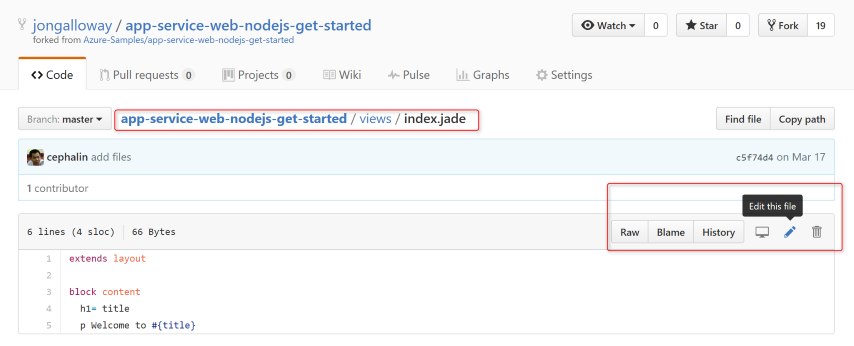 jongalloway / app-service-web-nodejs-get-started
forked from Azure-Samples/app-service-web-nodejs-get-started
Watch 0 Star 0 Fork 19
Code Pull requests 0 Projects 0 Wiki Pulse Graphs Settings
Branch: master app-service-web-nodejs-get-started / views / index.jade Find file Copy path
cephalin add files c5f74d4 on Mar 17
1 contributor
Edit this file
6 lines (4 sloc) 66 Bytes Raw Blame History
1 extends layout
2
3 block content
4 h1= title
5 p Welcome to #{title}